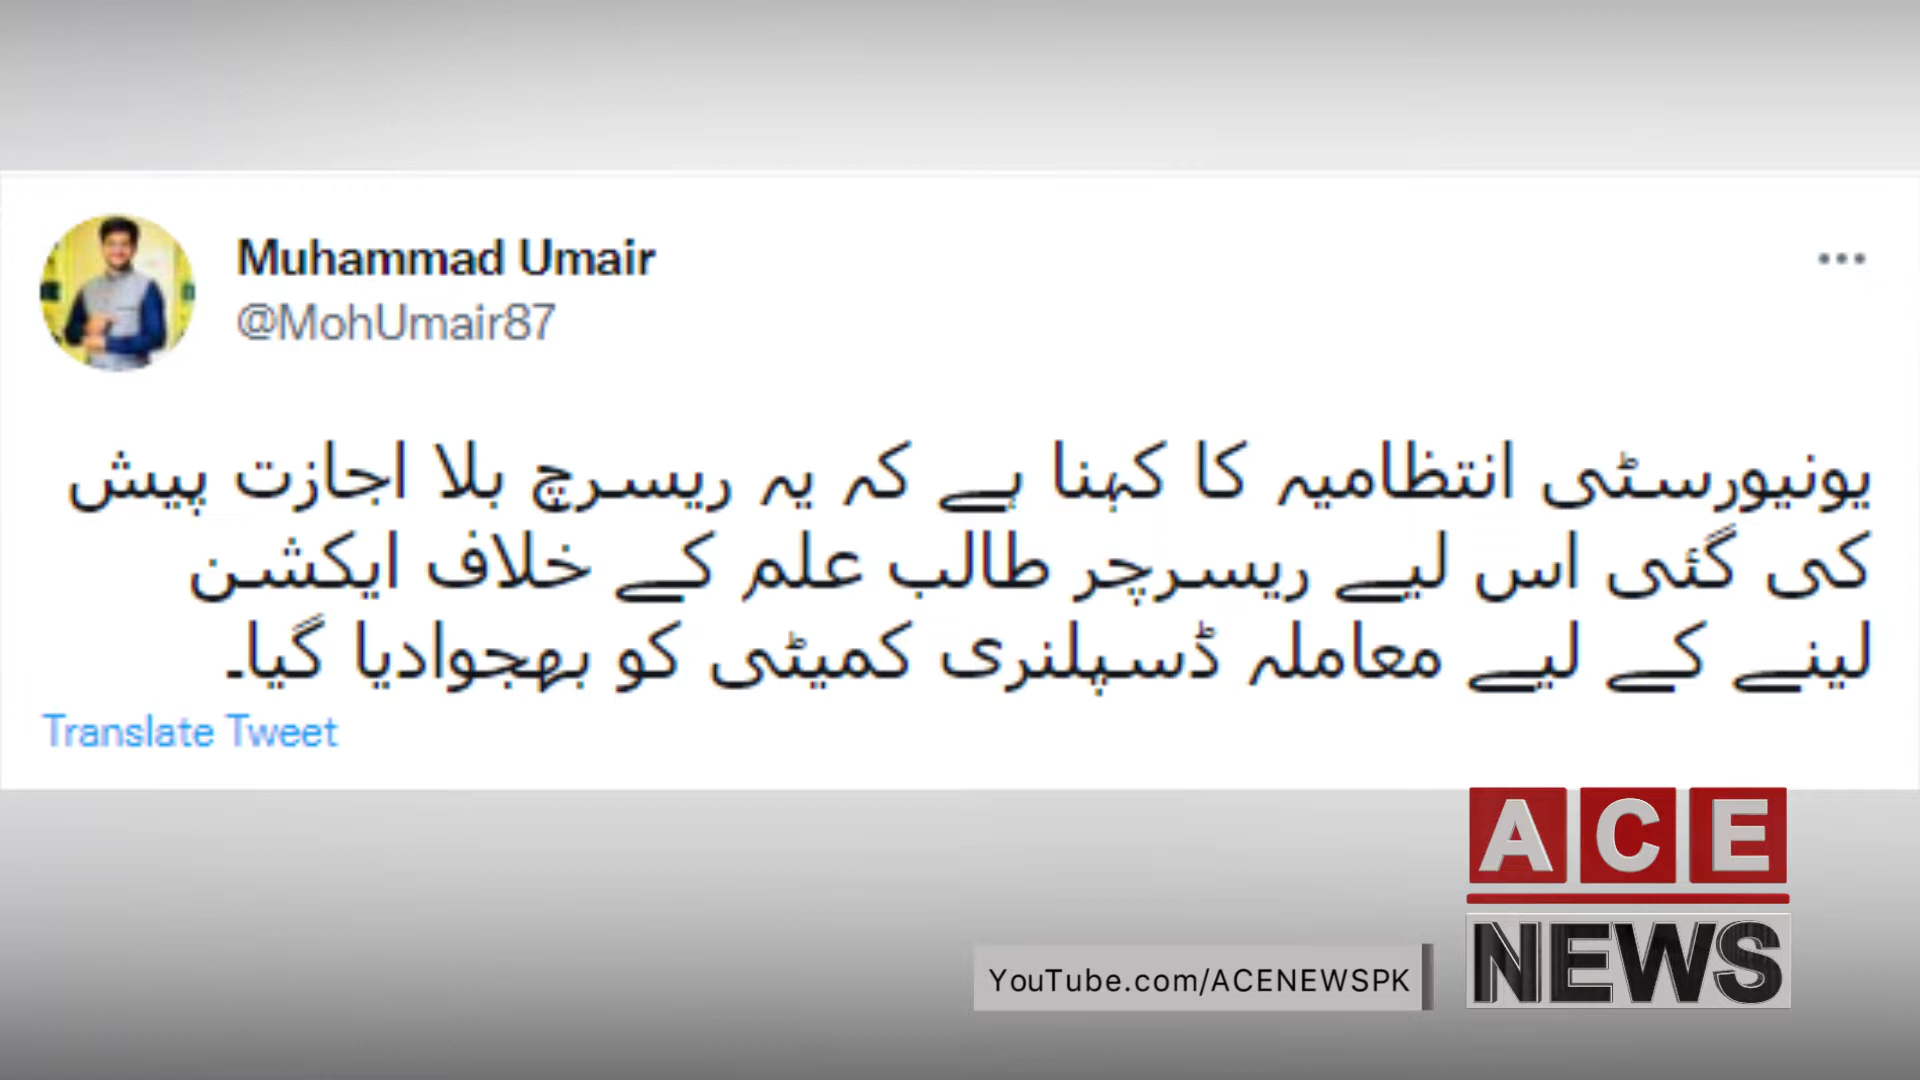 Muhammad Umair
@MohUmair87
یونیورسٹی انتظامیہ کا کہنا ہے کہ یہ ریسرچ بلا اجازت پیش
کی گئی اس لیے ریسرچر طالب علم کے خلاف ایکشن
لینے کے لیے معاملہ ڈسپلنری کمیٹی کو بھجوادیا گیا۔
Translate Tweet
ACE
NEWS
YouTube.com/ACENEWSPK